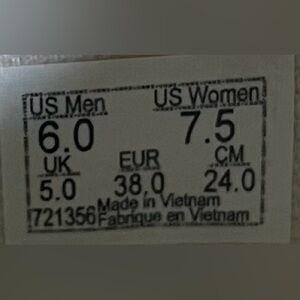 US Men US Women
6.0 7.5
UK EUR CM
5.0 38.0 24.0
Made in Vietnam
721356 Fabrique en Vietnam